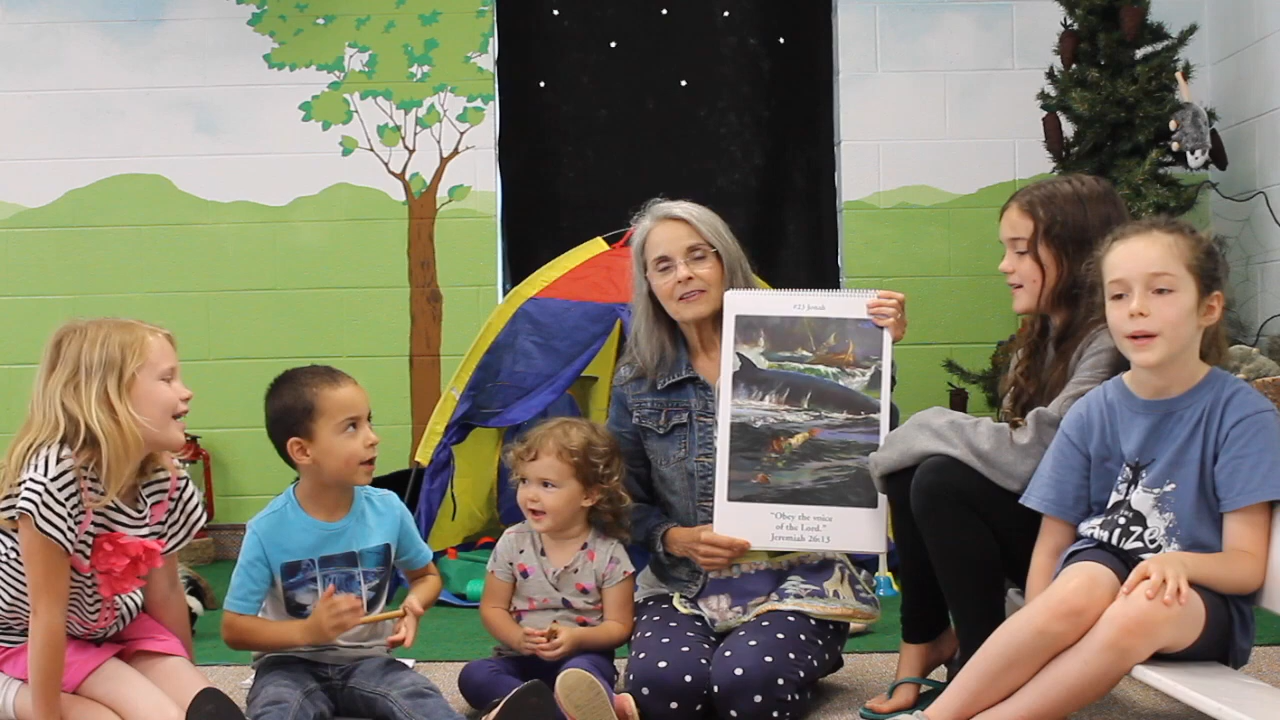 #23 Jonah
"Obey the voice
of the Lord."
Jeremiah 26:13